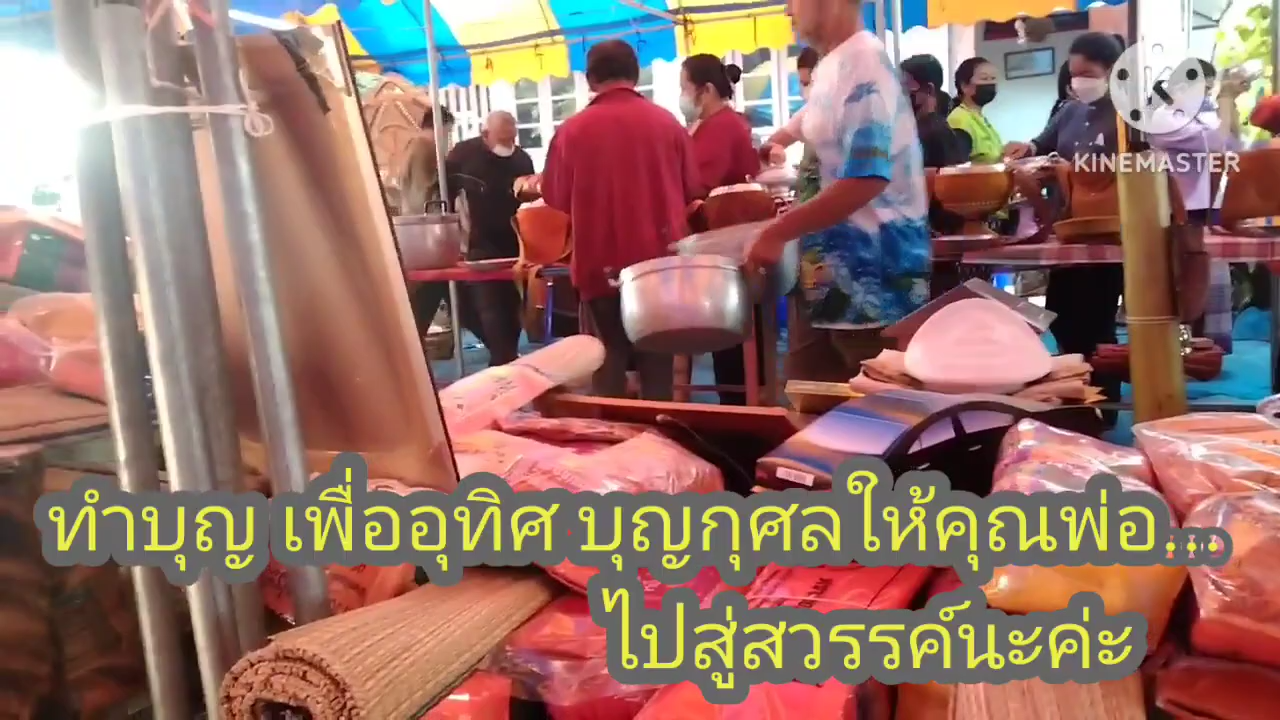 K
KINEMASTER
ทำบุญ เพื่ออุทิศ บุญกุศลให้คุณพ่อ....
ไปสู่สวรรค์นะค่ะ